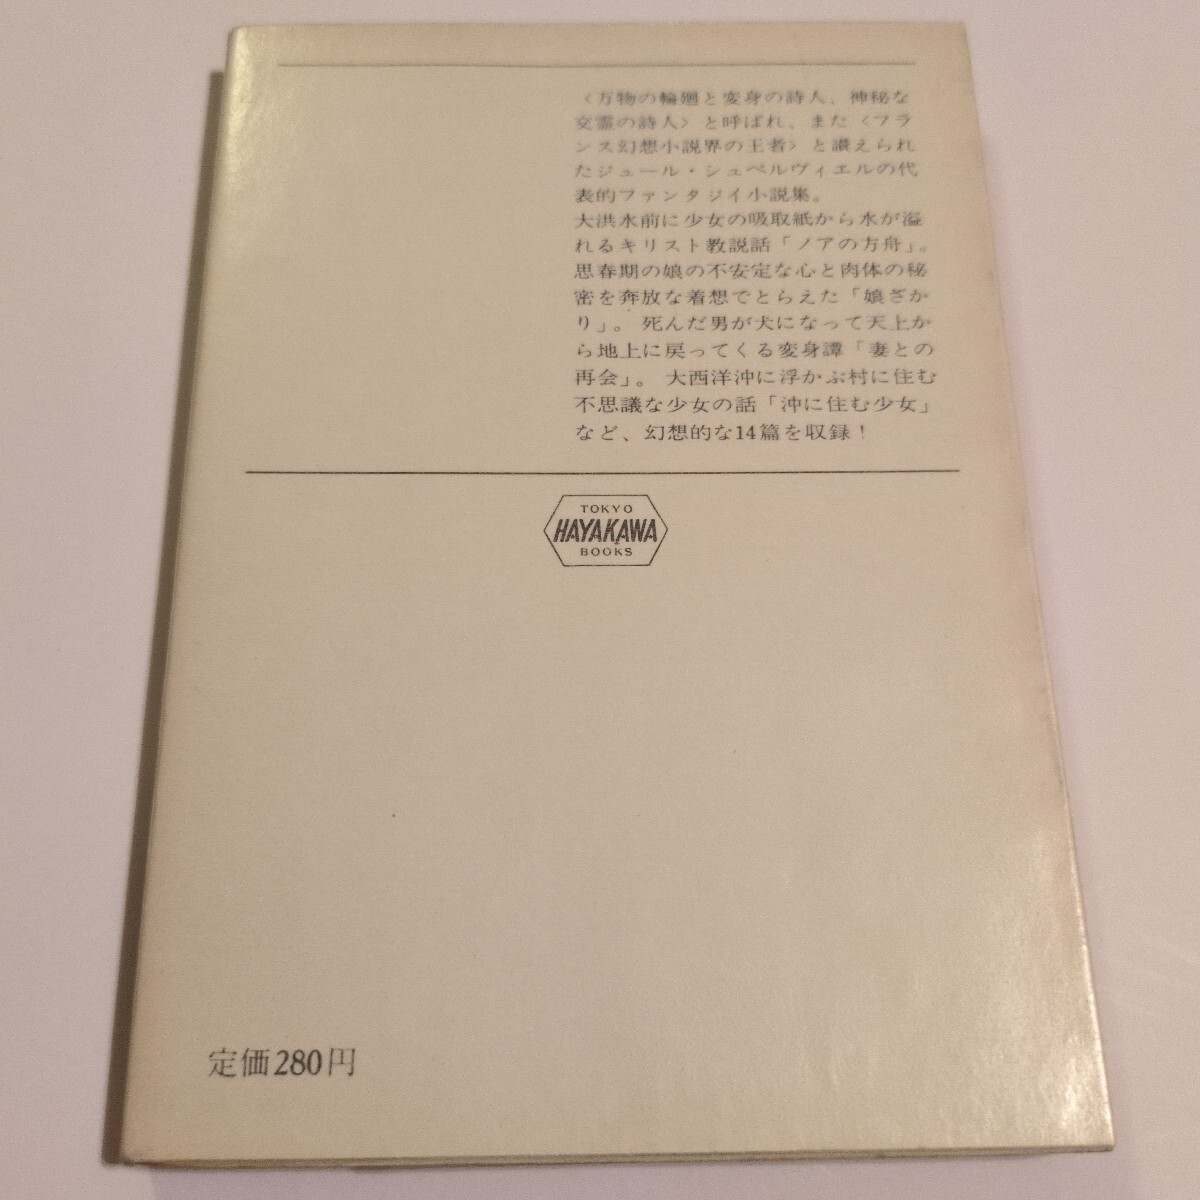 〈万物の輪廻と変身の詩人、神秘な
交霊の詩人〉と呼ばれ、また〈フラ
ンス幻想小説界の王者〉と讃えられ
たジュール・シュペルヴィエルの代
表的ファンタジイ小説集。
大洪水前に少女の吸取紙から水が溢
れるキリスト教説話「ノアの方舟」。
思春期の娘の不安定な心と肉体の秘
密を奔放な着想でとらえた「娘ざか
り」。死んだ男が犬になって天上か
ら地上に戻ってくる変身譚「妻との
再会」。大西洋沖に浮かぶ村に住む
不思議な少女の話「沖に住む少女」
など、幻想的な14篇を収録！
TOKYO
HAYAKAWA
BOOKS
定価280円